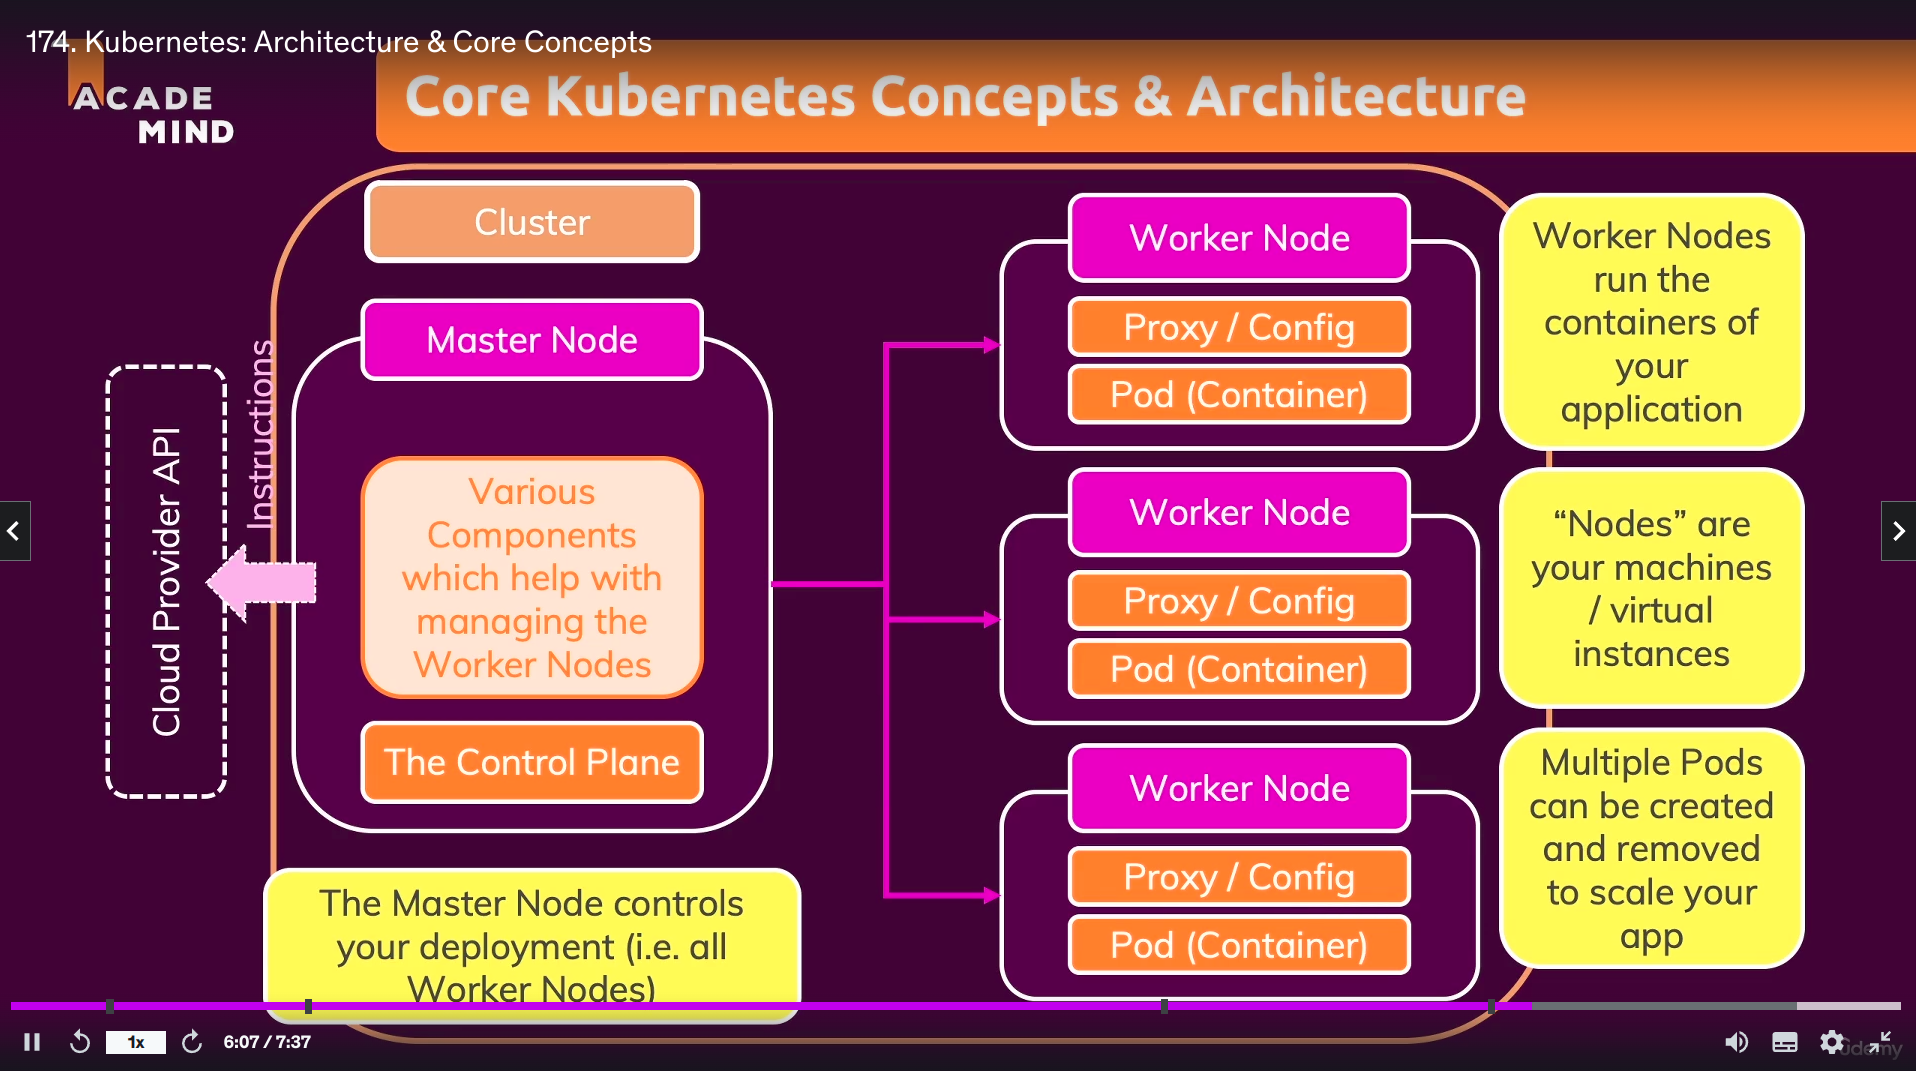 174. Kubernetes: Architecture & Core Concepts
ACADE
MIND
Core Kubernetes Concepts & Architecture
Cluster
Master Node
Various
Components
which help with
managing the
Worker Nodes
The Control Plane
Cloud Provider API
Instructions
The Master Node controls
your deployment (i.e. all
Worker Nodes)
Worker Node
Proxy / Config
Pod (Container)
Worker Node
Proxy / Config
Pod (Container)
Worker Node
Proxy / Config
Pod (Container)
Worker Nodes
run the
containers of
your
application
“Nodes” are
your machines
/ virtual
instances
Multiple Pods
can be created
and removed
to scale your
app
1x
6:07 / 7:37
udemy